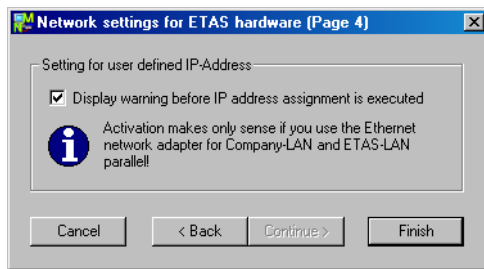 Network settings for ETAS hardware (Page 4)
Setting for user defined IP-Address
Display warning before IP address assignment is executed
Activation makes only sense if you use the Ethernet
network adapter for Company-LAN and ETAS-LAN
parallel!
Cancel
< Back
Continue >
Finish